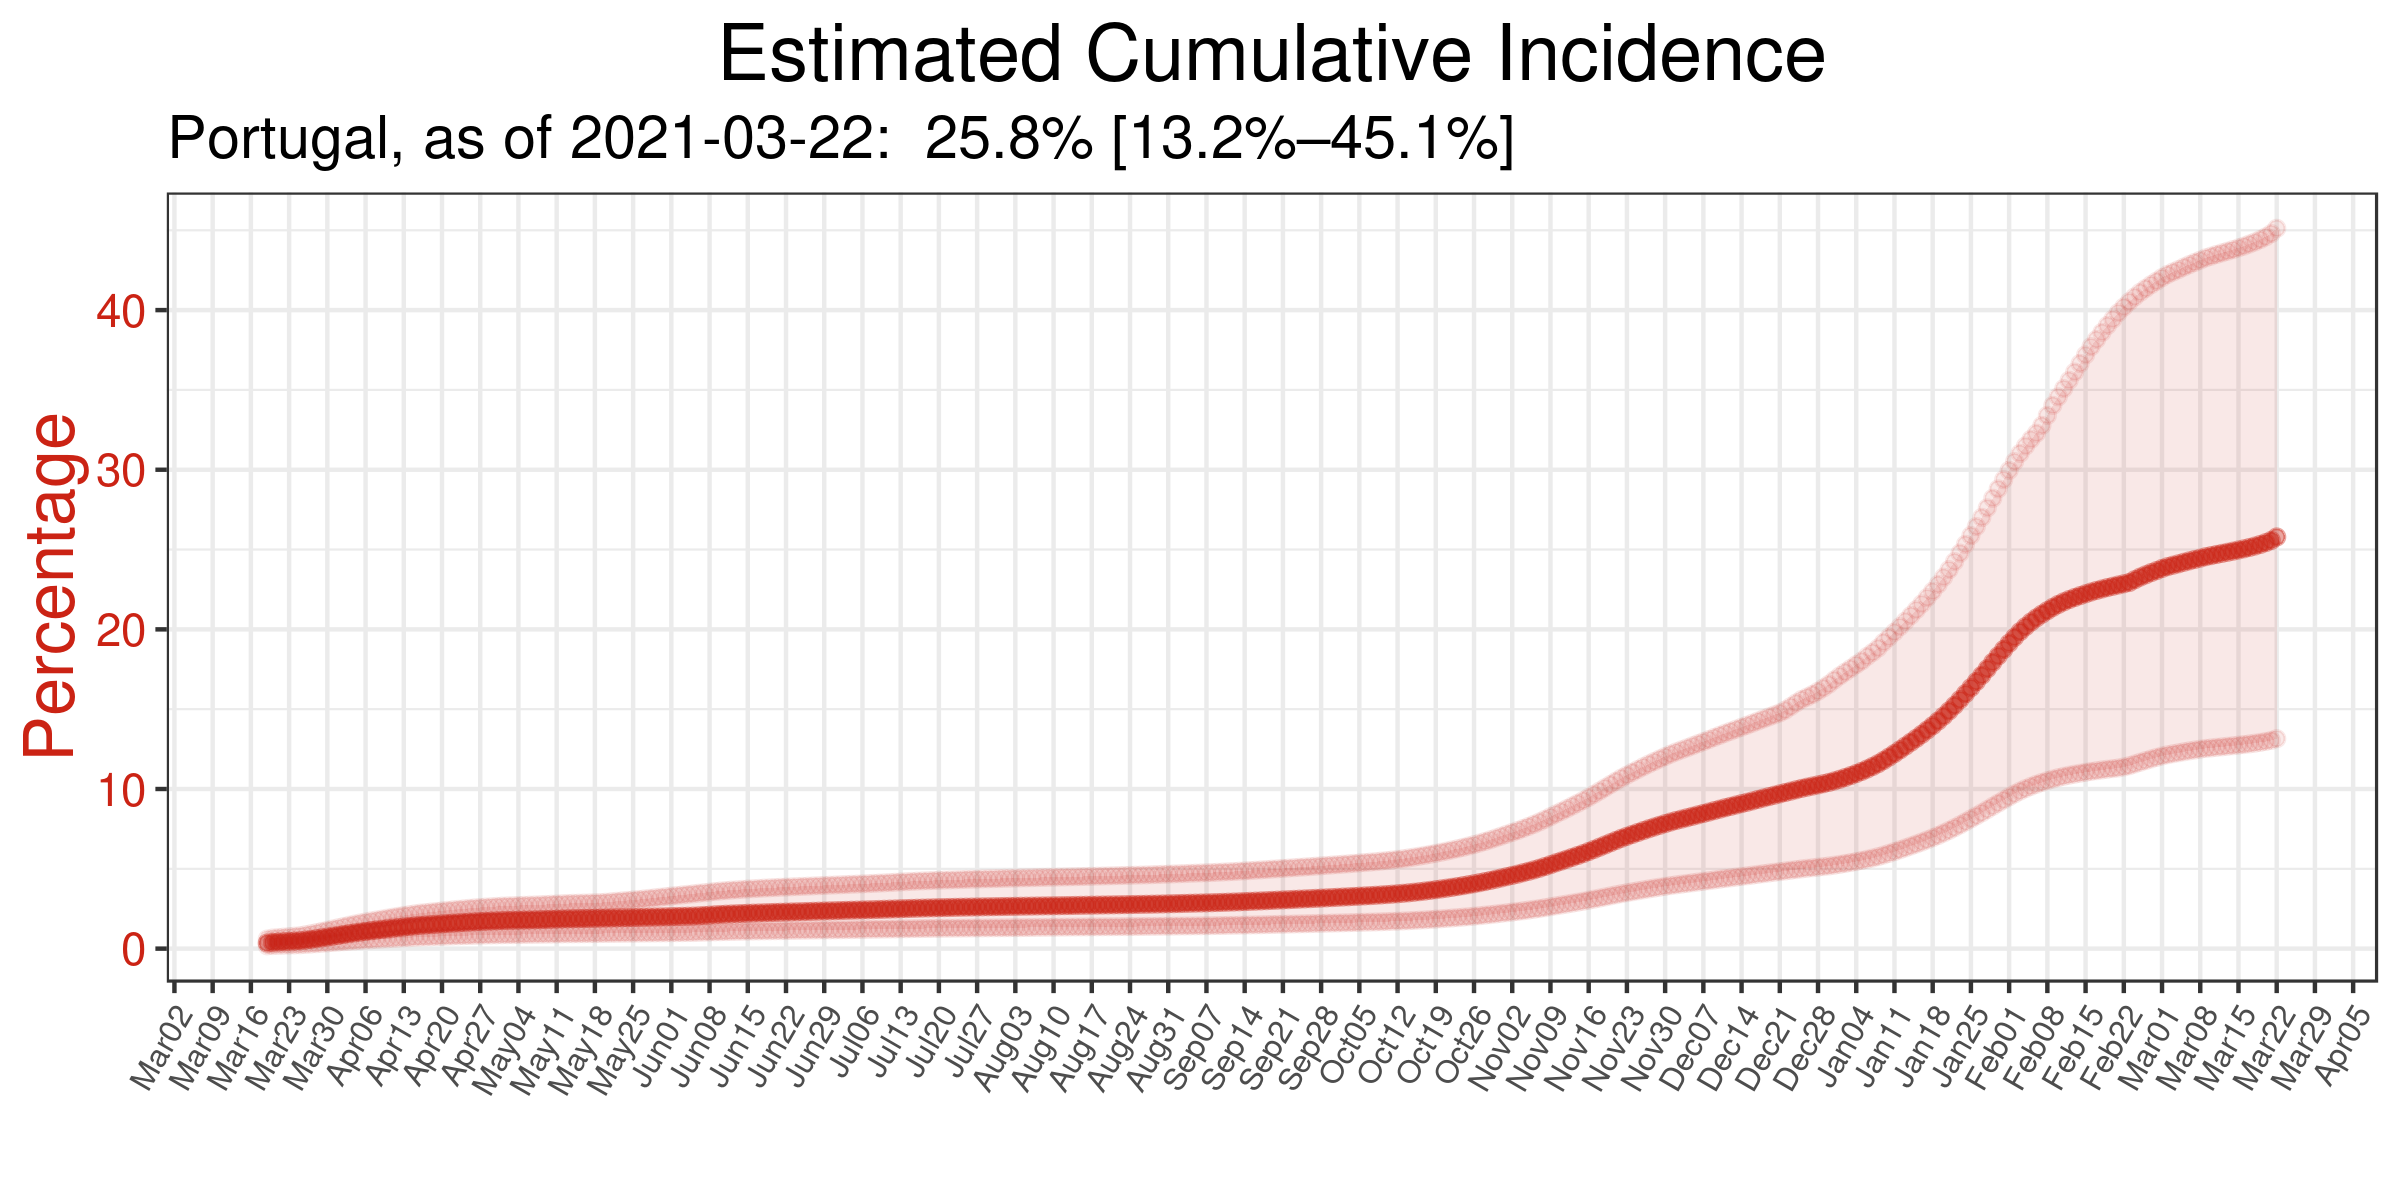 Estimated Cumulative Incidence
Portugal, as of 2021-03-22:  25.8% [13.2%–45.1%]
Percentage
40
30
20
10
0
Mar02
Mar09
Mar16
Mar23
Mar30
Apr06
Apr13
Apr20
Apr27
May04
May11
May18
May25
Jun01
Jun08
Jun15
Jun22
Jun29
Jul06
Jul13
Jul20
Jul27
Aug03
Aug10
Aug17
Aug24
Aug31
Sep07
Sep14
Sep21
Sep28
Oct05
Oct12
Oct19
Oct26
Nov02
Nov09
Nov16
Nov23
Nov30
Dec07
Dec14
Dec21
Dec28
Jan04
Jan11
Jan18
Jan25
Feb01
Feb08
Feb15
Feb22
Mar01
Mar08
Mar15
Mar22
Mar29
Apr05